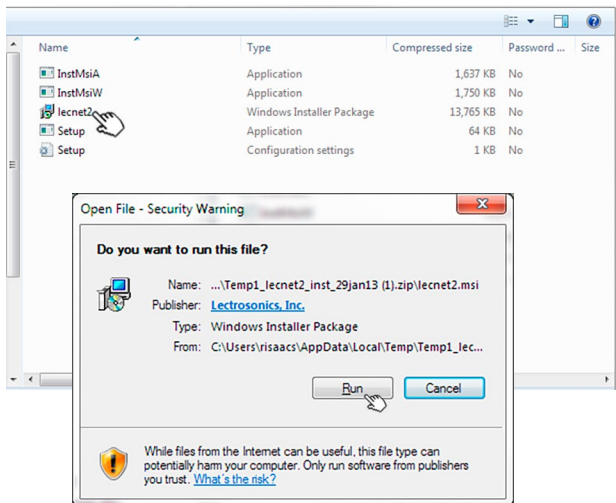 Name Type Compressed size Password ... Size
InstMsiA Application 1,637 KB No
InstMsiW Application 1,750 KB No
lecnet2 Windows Installer Package 13,765 KB No
Setup Application 64 KB No
Setup Configuration settings 1 KB No
Open File - Security Warning
Do you want to run this file?
Name: ...\Temp1_lecnet2_inst_29jan13 (1).zip\lecnet2.msi
Publisher: Lectrosonics, Inc.
Type: Windows Installer Package
From: C:\Users\risaacs\AppData\Local\Temp\Temp1_lec...
Run Cancel
While files from the Internet can be useful, this file type can
potentially harm your computer. Only run software from publishers
you trust. What's the risk?